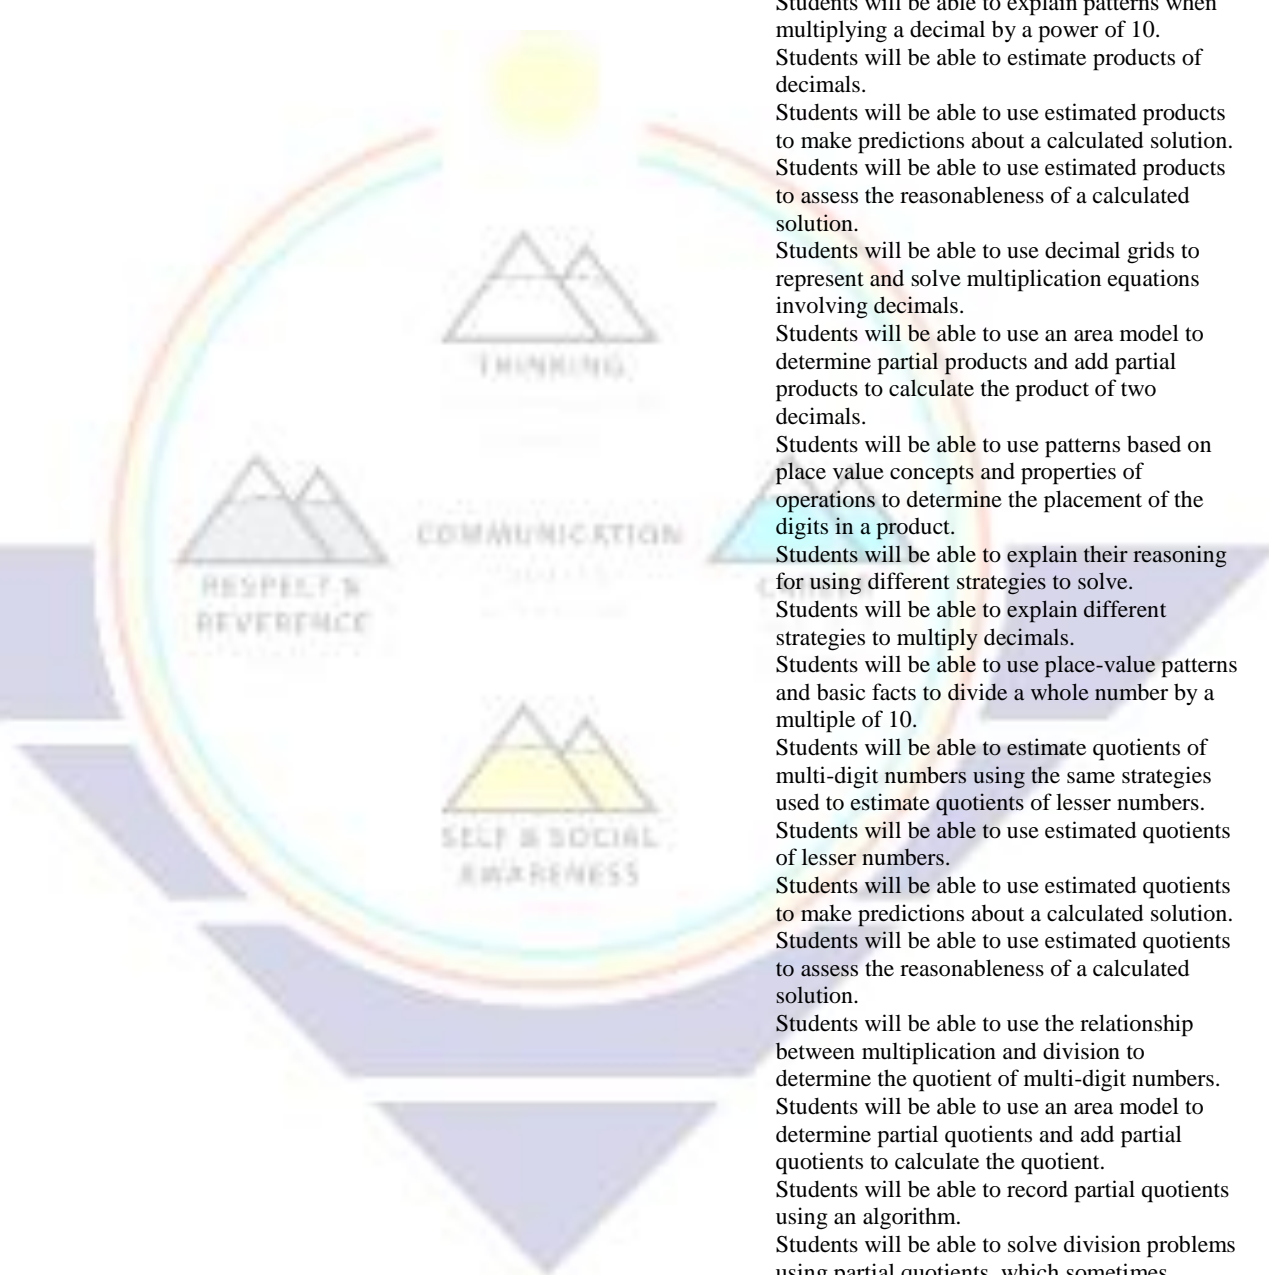 Students will be able to explain patterns when
multiplying a decimal by a power of 10.
Students will be able to estimate products of
decimals.
Students will be able to use estimated products
to make predictions about a calculated solution.
Students will be able to use estimated products
to assess the reasonableness of a calculated
solution.
Students will be able to use decimal grids to
represent and solve multiplication equations
involving decimals.
Students will be able to use an area model to
determine partial products and add partial
products to calculate the product of two
decimals.
Students will be able to use patterns based on
place value concepts and properties of
operations to determine the placement of the
digits in a product.
Students will be able to explain their reasoning
for using different strategies to solve.
Students will be able to explain different
strategies to multiply decimals.
Students will be able to use place-value patterns
and basic facts to divide a whole number by a
multiple of 10.
Students will be able to estimate quotients of
multi-digit numbers using the same strategies
used to estimate quotients of lesser numbers.
Students will be able to use estimated quotients
of lesser numbers.
Students will be able to use estimated quotients
to make predictions about a calculated solution.
Students will be able to use estimated quotients
to assess the reasonableness of a calculated
solution.
Students will be able to use the relationship
between multiplication and division to
determine the quotient of multi-digit numbers.
Students will be able to use an area model to
determine partial quotients and add partial
quotients to calculate the quotient.
Students will be able to record partial quotients
using an algorithm.
Students will be able to solve division problems
using partial quotients, which sometimes
THINKING
RESPECT &
REVERENCE
COMMUNICATION
SELF & SOCIAL
AWARENESS